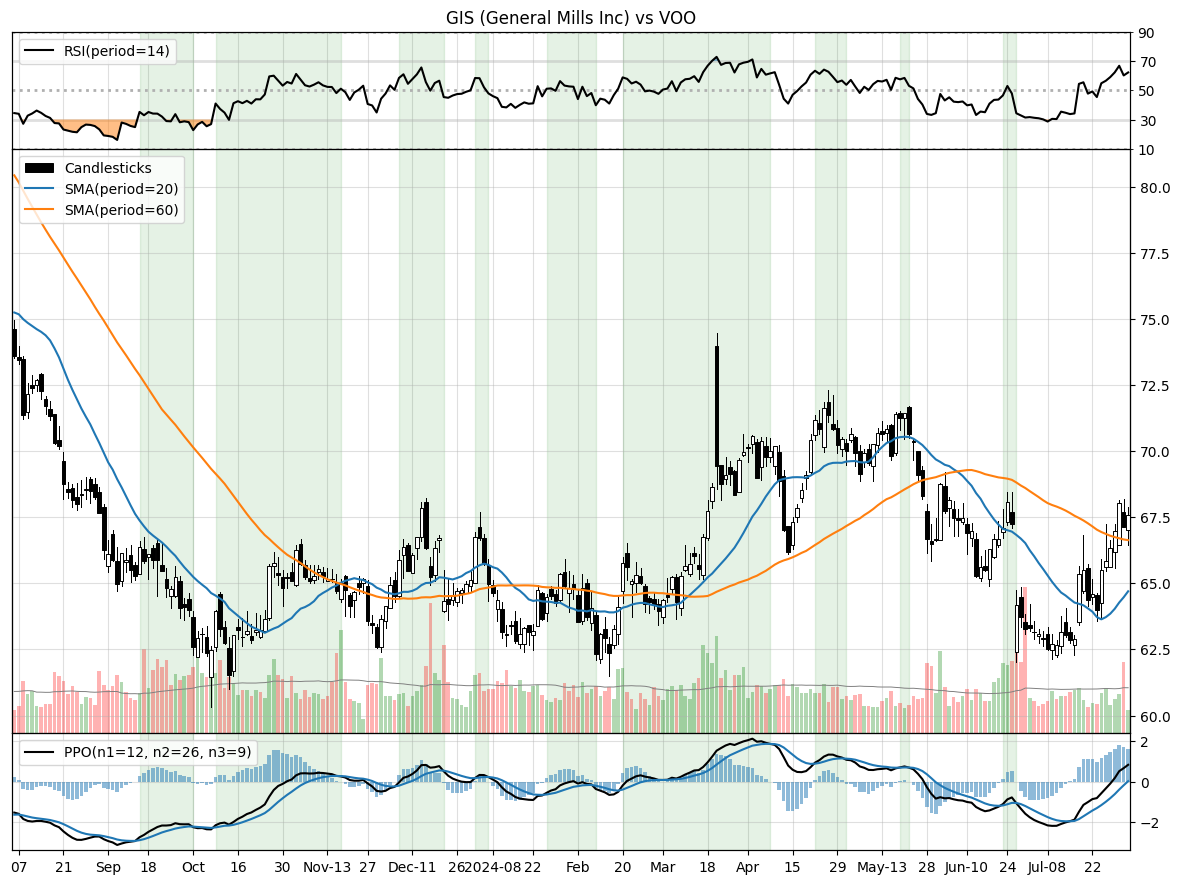 GIS (General Mills Inc) vs VOO
RSI(period=14)
90
70
50
30
10
Candlesticks
SMA(period=20)
SMA(period=60)
80.0
77.5
75.0
72.5
70.0
67.5
65.0
62.5
60.0
PPO(n1=12, n2=26, n3=9)
2
0
−2
07 21 Sep 18 Oct 16 30 Nov-13 27 Dec-11 26 2024-08 22 Feb 20 Mar 18 Apr 15 29 May-13 28 Jun-10 24 Jul-08 22